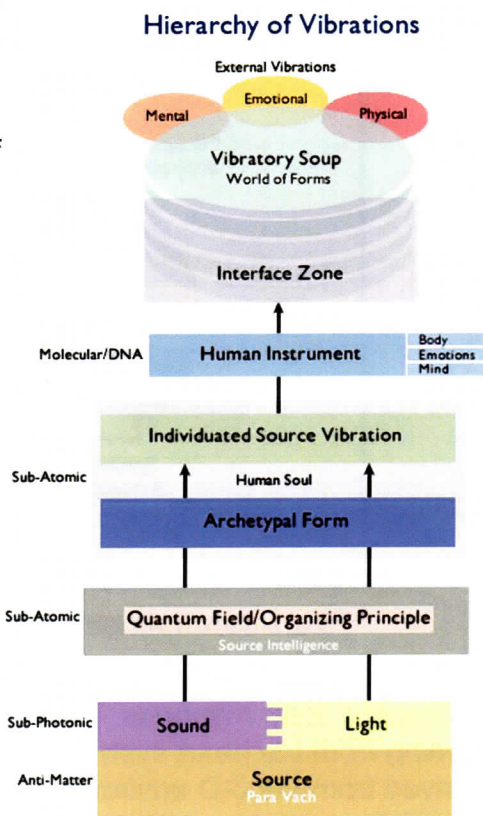 Hierarchy of Vibrations
External Vibrations
Mental
Emotional
Physical
Vibratory Soup
World of Forms
Interface Zone
Molecular/DNA
Human Instrument
Body
Emotions
Mind
Individuated Source Vibration
Sub-Atomic
Human Soul
Archetypal Form
Sub-Atomic
Quantum Field/Organizing Principle
Source Intelligence
Sub-Photonic
Sound
Light
Anti-Matter
Source
Para Vach